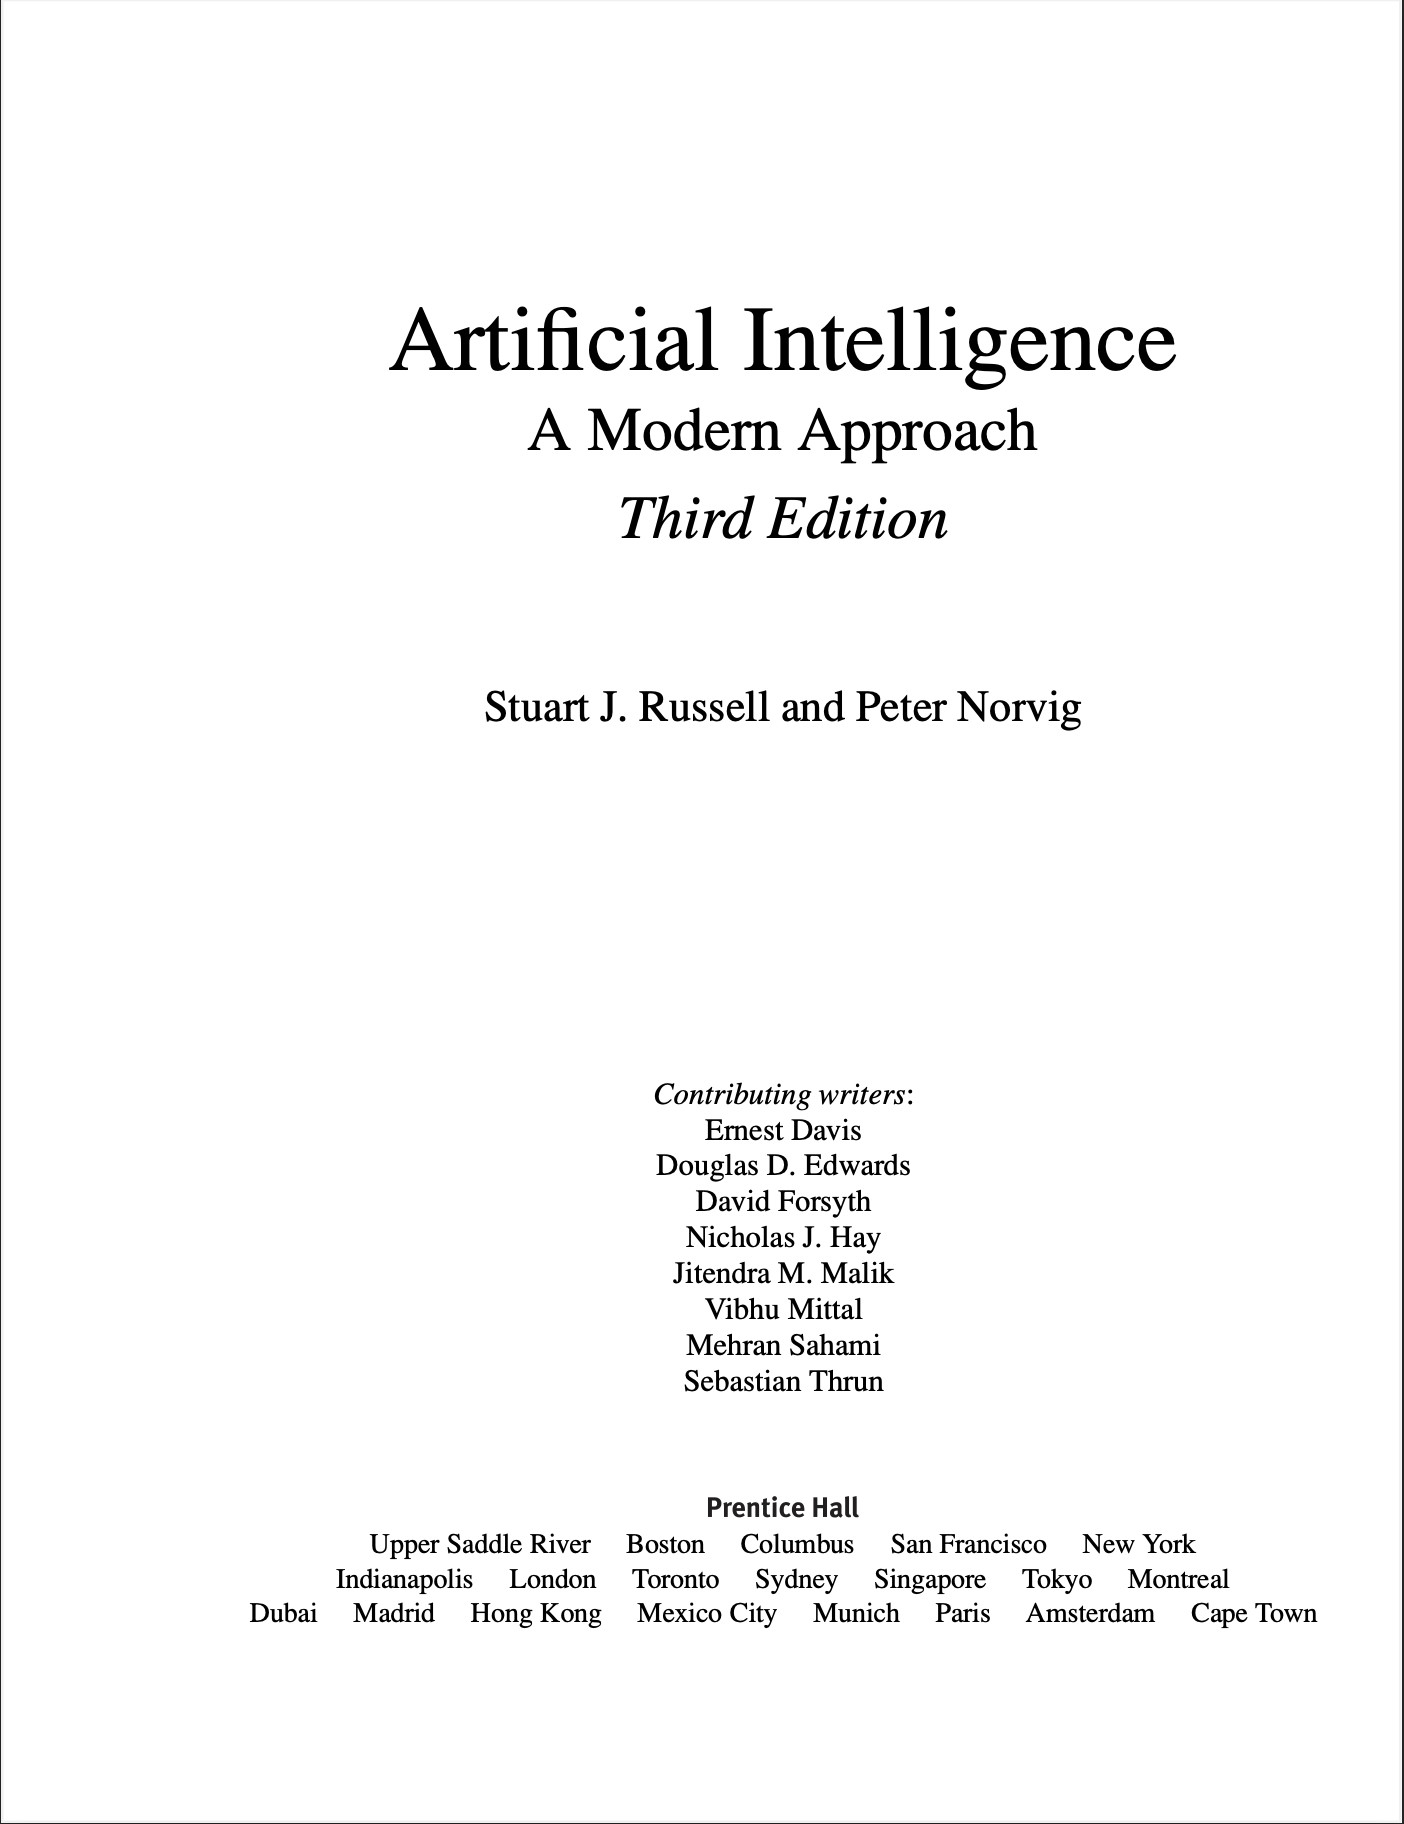 Artificial Intelligence
A Modern Approach
Third Edition
Stuart J. Russell and Peter Norvig
Contributing writers:
Ernest Davis
Douglas D. Edwards
David Forsyth
Nicholas J. Hay
Jitendra M. Malik
Vibhu Mittal
Mehran Sahami
Sebastian Thrun
Prentice Hall
Upper Saddle River Boston Columbus San Francisco New York
Indianapolis London Toronto Sydney Singapore Tokyo Montreal
Dubai Madrid Hong Kong Mexico City Munich Paris Amsterdam Cape Town